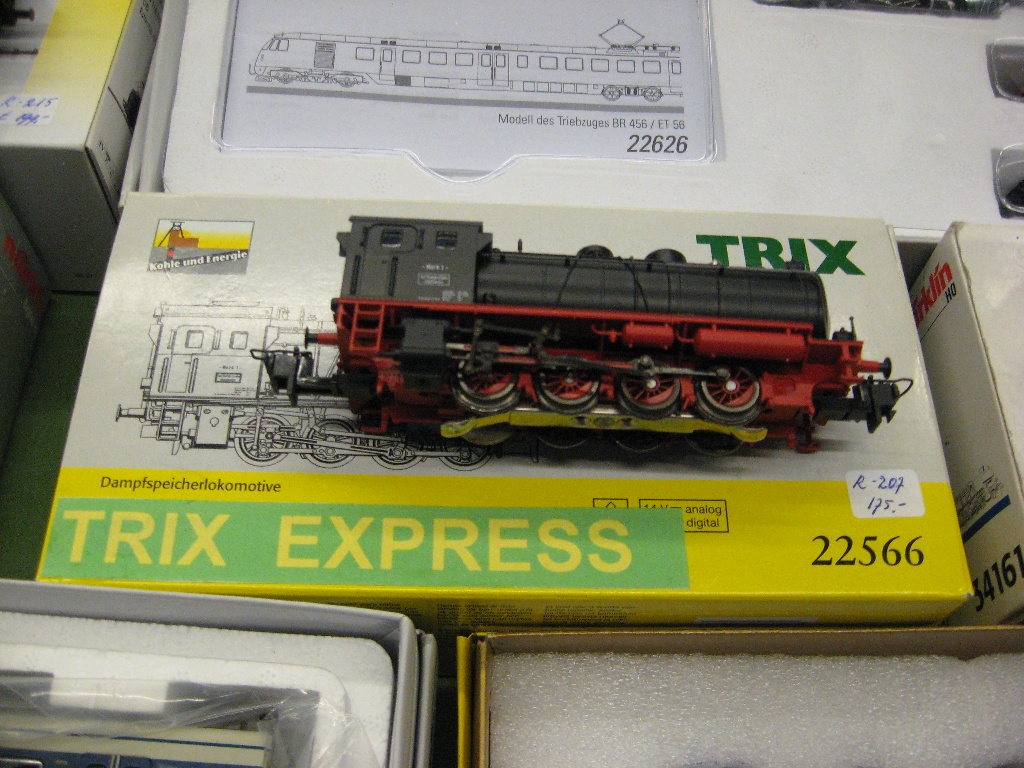 R-215
Modell des Triebzuges BR 456 / ET 56
22626
Kohle und Energie
TRIX
märklin
H0
Dampfspeicherlokomotive
R-207
175.-
analog
digital
TRIX EXPRESS
22566
34161